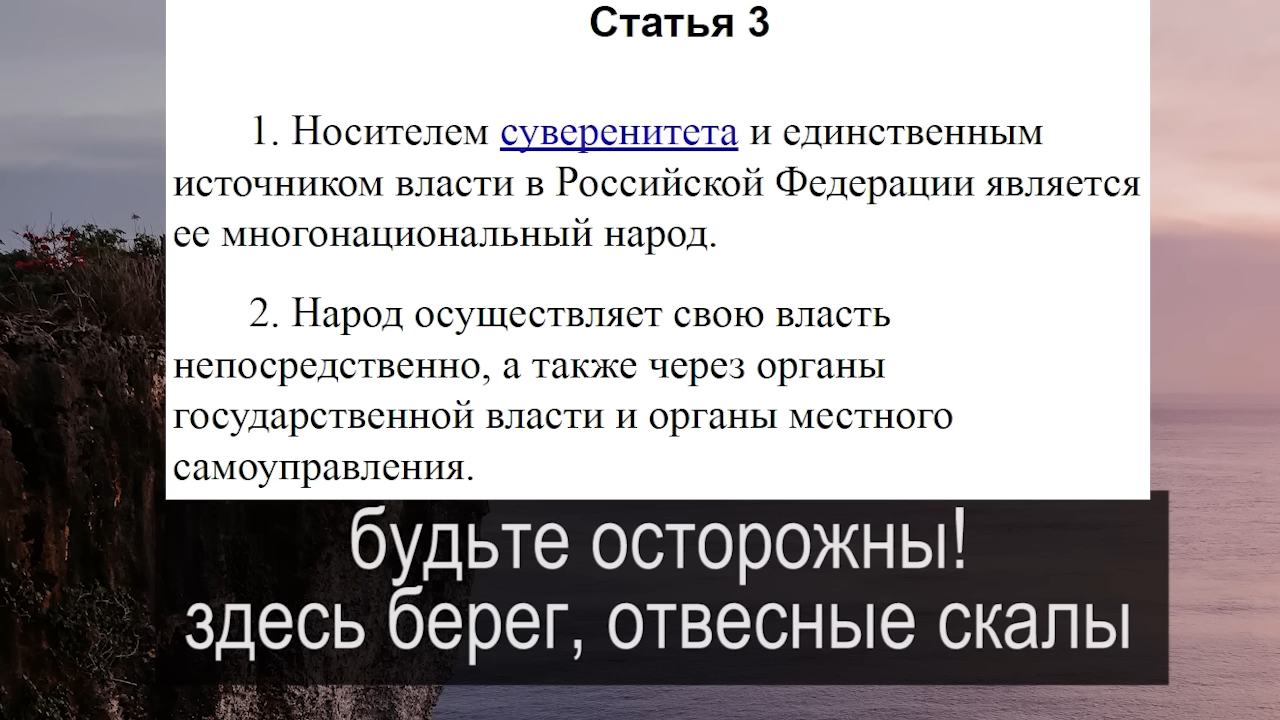 Статья 3
1. Носителем суверенитета и единственным
источником власти в Российской Федерации является
ее многонациональный народ.
2. Народ осуществляет свою власть
непосредственно, а также через органы
государственной власти и органы местного
самоуправления.
будьте осторожны!
здесь берег, отвесные скалы